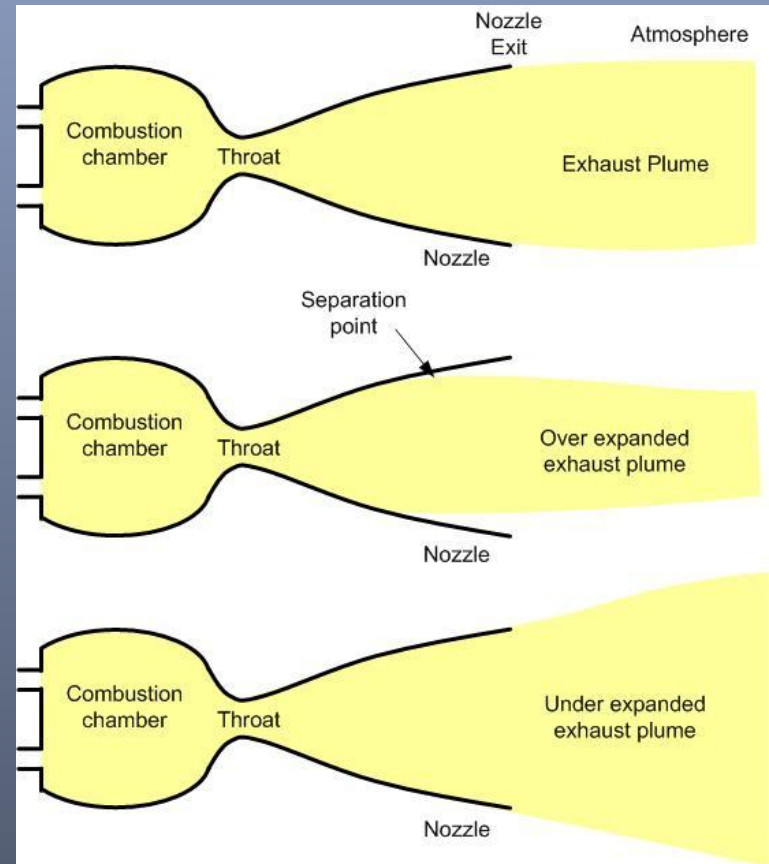 Nozzle
Exit
Atmosphere
Combustion
chamber
Throat
Exhaust Plume
Nozzle
Separation
point
Combustion
chamber
Throat
Over expanded
exhaust plume
Nozzle
Combustion
chamber
Throat
Under expanded
exhaust plume
Nozzle